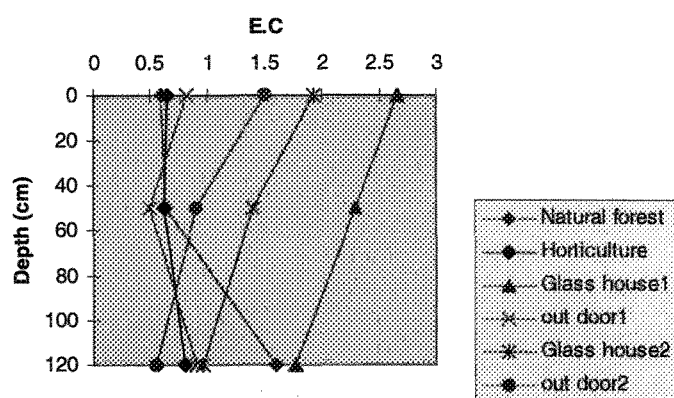 E.C
0 0.5 1 1.5 2 2.5 3
0
20
40
60
80
100
120
Depth (cm)
Natural forest
Horticulture
Glass house1
out door1
Glass house2
out door2